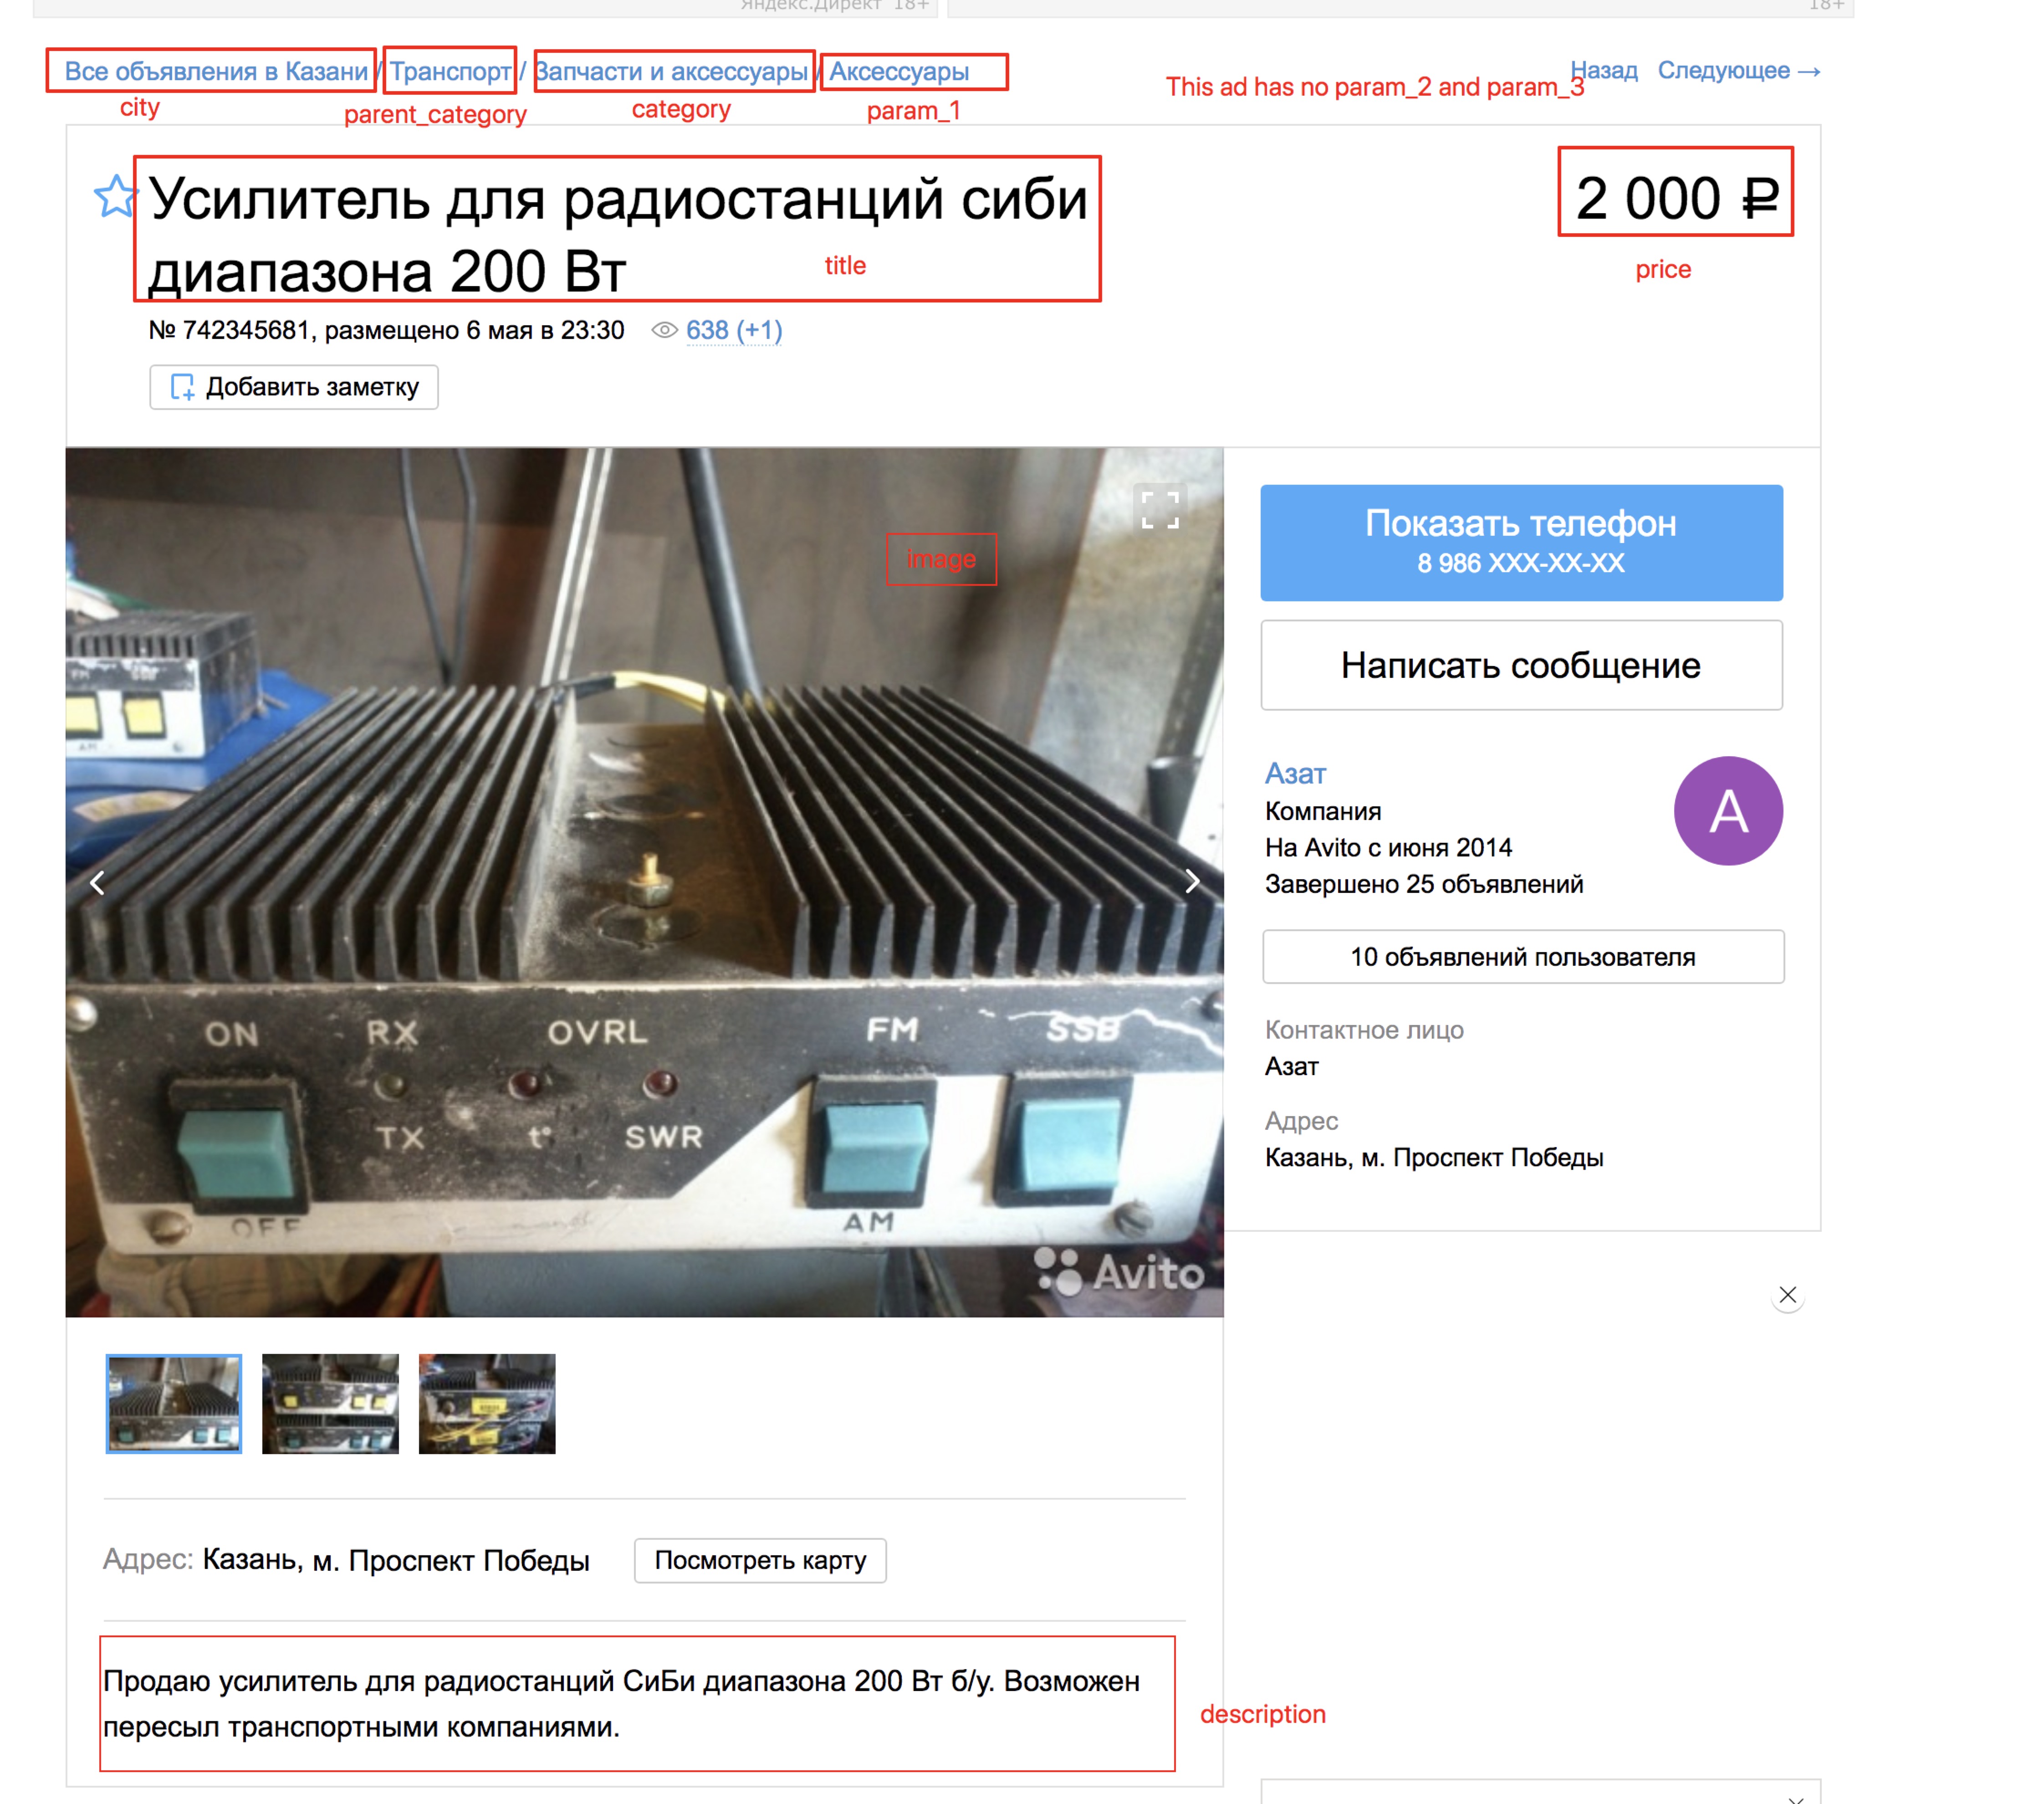 Яндекс.Директ 18+
18+
Все объявления в Казани / Транспорт / Запчасти и аксессуары / Аксессуары
Назад Следующее →
This ad has no param_2 and param_3
city
parent_category
category
param_1
Усилитель для радиостанций сиби
диапазона 200 Вт
title
2 000 ₽
price
№ 742345681, размещено 6 мая в 23:30 638 (+1)
Добавить заметку
image
Показать телефон
8 986 XXX-XX-XX
Написать сообщение
Азат
Компания
На Avito с июня 2014
Завершено 25 объявлений
А
10 объявлений пользователя
Контактное лицо
Азат
Адрес
Казань, м. Проспект Победы
FM SSB
AM
ON RX OVRL FM SSB
TX t° SWR
OFF AM
Avito
Адрес: Казань, м. Проспект Победы
Посмотреть карту
Продаю усилитель для радиостанций СиБи диапазона 200 Вт б/у. Возможен
пересыл транспортными компаниями.
description